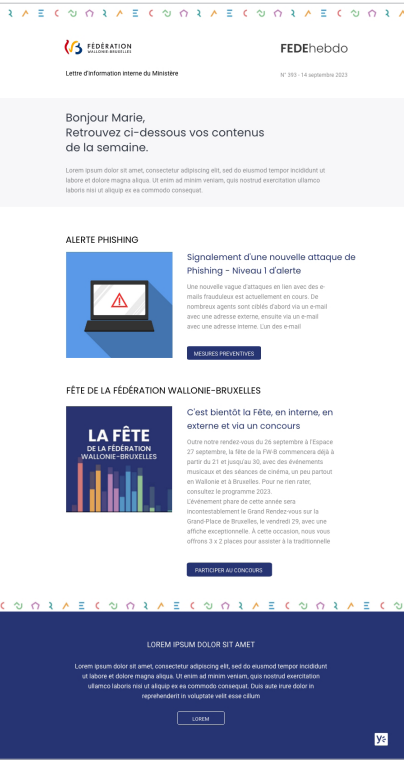 FÉDÉRATION
WALLONIE-BRUXELLES
FEDEhebdo
Lettre d'information interne du Ministère
N° 393 - 14 septembre 2023
Bonjour Marie,
Retrouvez ci-dessous vos contenus
de la semaine.
Lorem ipsum dolor sit amet, consectetur adipiscing elit, sed do eiusmod tempor incididunt ut
labore et dolore magna aliqua. Ut enim ad minim veniam, quis nostrud exercitation ullamco
laboris nisi ut aliquip ex ea commodo consequat.
ALERTE PHISHING
Signalement d'une nouvelle attaque de
Phishing - Niveau 1 d'alerte
Une nouvelle vague d'attaques en lien avec des e-
mails frauduleux est actuellement en cours. De
nombreux agents sont ciblés d'abord via un e-mail
avec une adresse externe, ensuite via un e-mail
avec une adresse interne. L'un des e-mail
MESURES PREVENTIVES
FÊTE DE LA FÉDÉRATION WALLONIE-BRUXELLES
LA FÊTE
DE LA FÉDÉRATION
WALLONIE-BRUXELLES
C'est bientôt la Fête, en interne, en
externe et via un concours
Outre notre rendez-vous du 26 septembre à l'Espace
27 septembre, la fête de la FW-B commencera déjà à
partir du 21 et jusqu'au 30, avec des événements
musicaux et des séances de cinéma, un peu partout
en Wallonie et à Bruxelles. Pour ne rien rater,
consultez le programme 2023.
L'événement phare de cette année sera
incontestablement le Grand Rendez-vous sur la
Grand-Place de Bruxelles, le vendredi 29, avec une
affiche exceptionnelle. À cette occasion, nous vous
offrons 3 x 2 places pour assister à la traditionnelle
PARTICIPER AU CONCOURS
LOREM IPSUM DOLOR SIT AMET
Lorem ipsum dolor sit amet, consectetur adipiscing elit, sed do eiusmod tempor incididunt
ut labore et dolore magna aliqua. Ut enim ad minim veniam, quis nostrud exercitation
ullamco laboris nisi ut aliquip ex ea commodo consequat. Duis aute irure dolor in
reprehenderit in voluptate velit esse cillum
LOREM